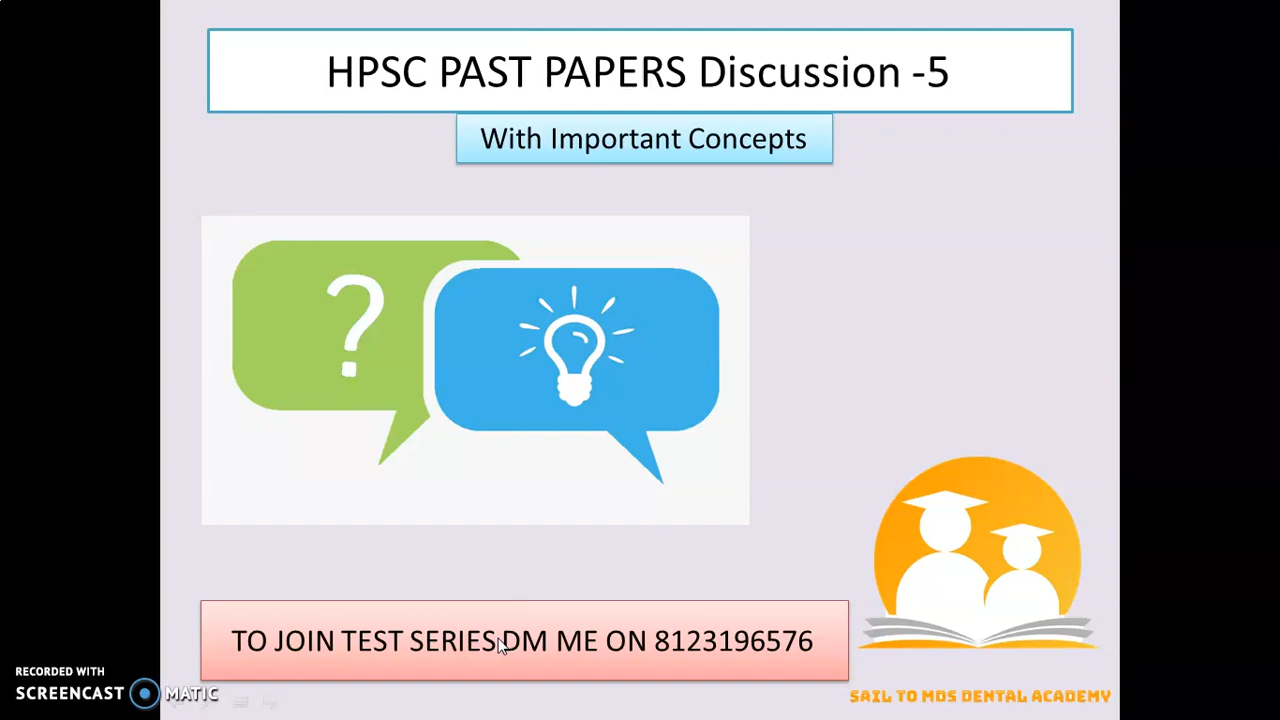 HPSC PAST PAPERS Discussion -5
With Important Concepts
?
TO JOIN TEST SERIES DM ME ON 8123196576
SAIL TO MDS DENTAL ACADEMY
RECORDED WITH
SCREENCAST MATIC